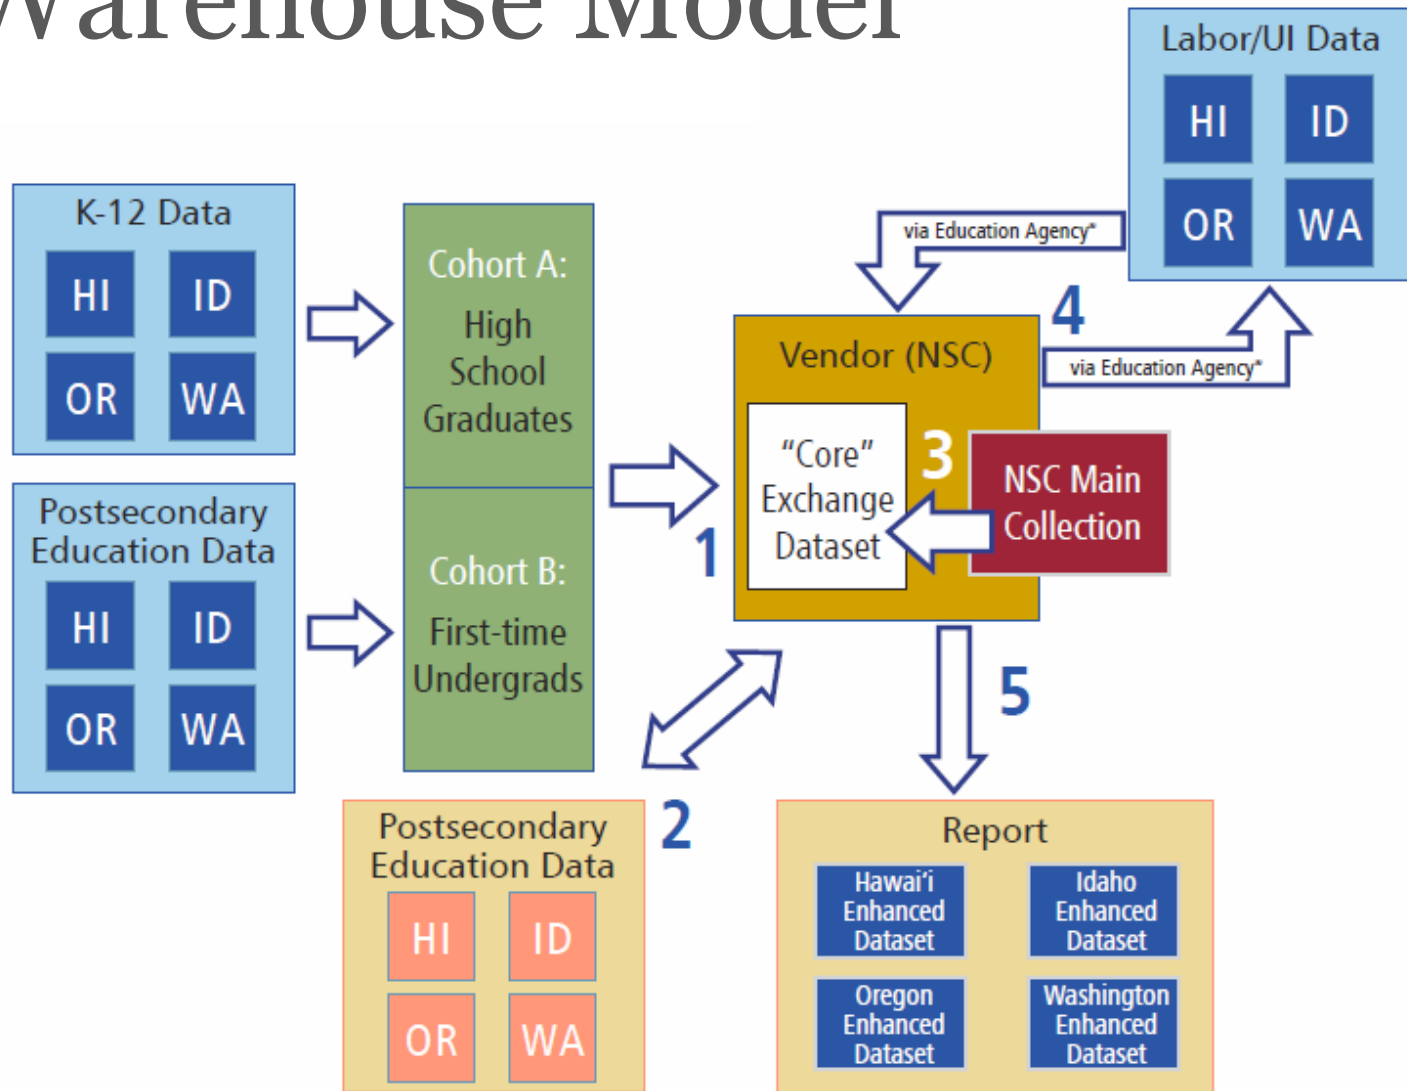 Warehouse Model
Labor/UI Data
HI ID
OR WA
K-12 Data
HI ID
OR WA
Postsecondary
Education Data
HI ID
OR WA
Cohort A:
High
School
Graduates
Cohort B:
First-time
Undergrads
1
via Education Agency*
4
via Education Agency*
Vendor (NSC)
“Core”
Exchange
Dataset
3
NSC Main
Collection
2
Postsecondary
Education Data
HI ID
OR WA
5
Report
Hawai‘i
Enhanced
Dataset
Idaho
Enhanced
Dataset
Oregon
Enhanced
Dataset
Washington
Enhanced
Dataset